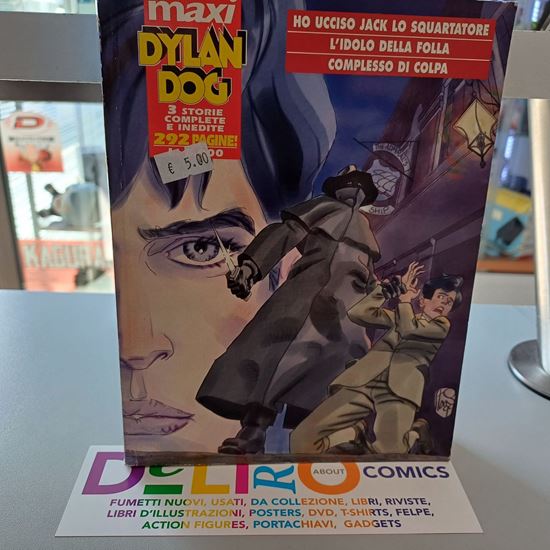 maxi
DYLAN
DOG
3 STORIE
COMPLETE
E INEDITE
292 PAGINE!
€ 5,00
HO UCCISO JACK LO SQUARTATORE
L'IDOLO DELLA FOLLA
COMPLESSO DI COLPA
SHIP
KAGURA
DeLIRO ABOUT COMICS
FUMETTI NUOVI, USATI, DA COLLEZIONE, LIBRI, RIVISTE,
LIBRI D'ILLUSTRAZIONI, POSTERS, DVD, T-SHIRTS, FELPE,
ACTION FIGURES, PORTACHIAVI, GADGETS